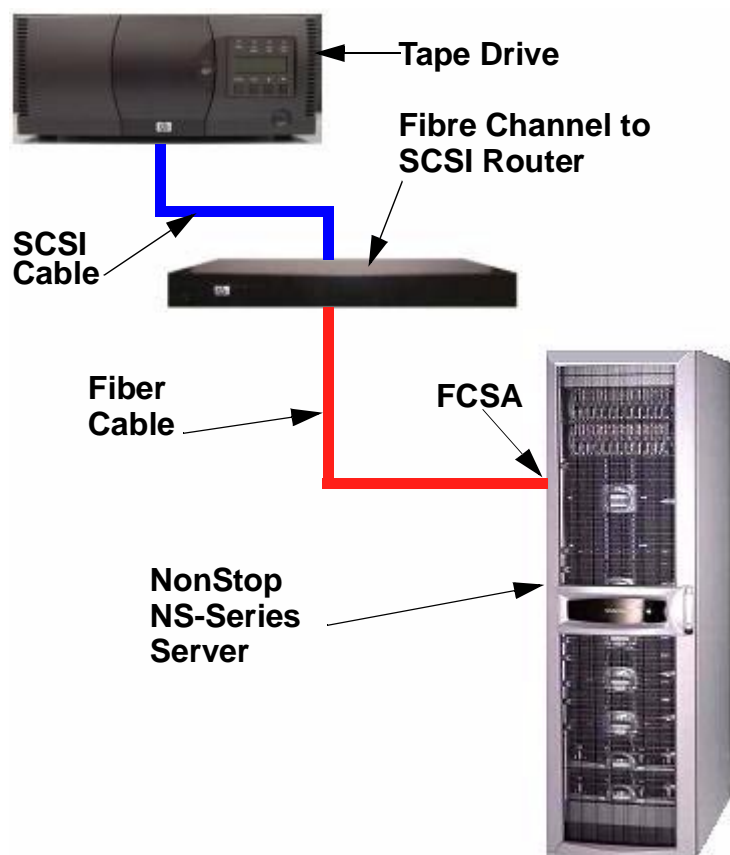 Tape Drive
Fibre Channel to
SCSI Router
SCSI
Cable
Fiber
Cable
FCSA
NonStop
NS-Series
Server